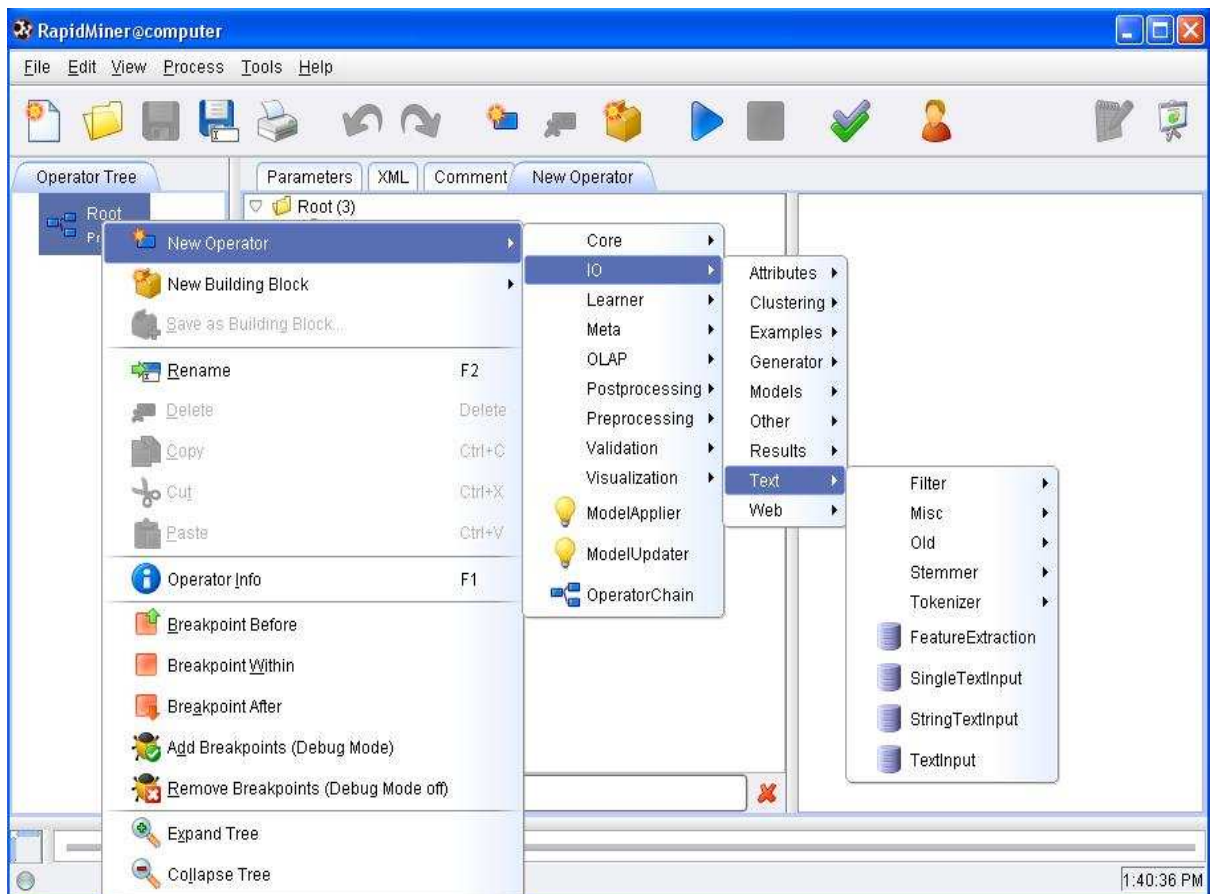 RapidMiner@computer
File Edit View Process Tools Help
Operator Tree
Parameters XML Comment New Operator
Root
Root (3)
New Operator
New Building Block
Save as Building Block...
Rename F2
Delete Delete
Copy Ctrl+C
Cut Ctrl+X
Paste Ctrl+V
Operator Info F1
Breakpoint Before
Breakpoint Within
Breakpoint After
Add Breakpoints (Debug Mode)
Remove Breakpoints (Debug Mode off)
Expand Tree
Collapse Tree
Core
IO
Learner
Meta
OLAP
Postprocessing
Preprocessing
Validation
Visualization
ModelApplier
ModelUpdater
OperatorChain
Attributes
Clustering
Examples
Generator
Models
Other
Results
Text
Web
Filter
Misc
Old
Stemmer
Tokenizer
FeatureExtraction
SingleTextInput
StringTextInput
TextInput
1:40:36 PM